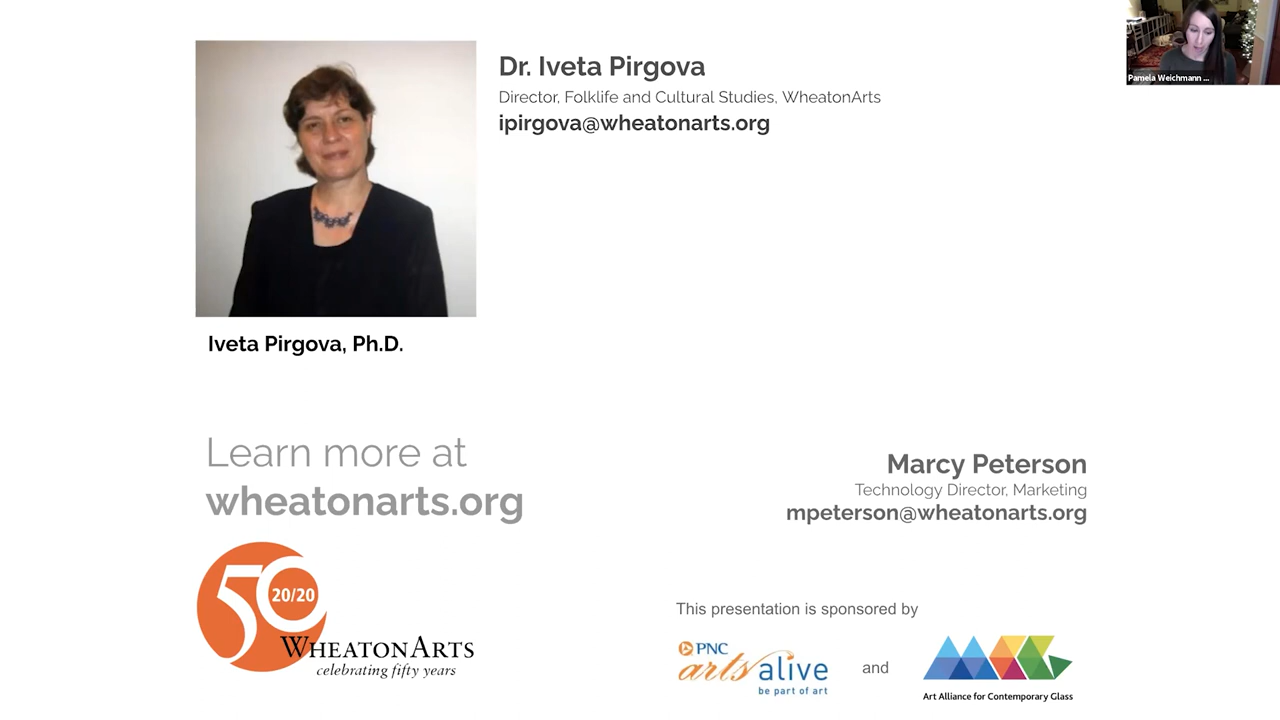 Dr. Iveta Pirgova
Director, Folklife and Cultural Studies, WheatonArts
ipirgova@wheatonarts.org
Pamela Weichmann ...
Iveta Pirgova, Ph.D.
Learn more at
wheatonarts.org
Marcy Peterson
Technology Director, Marketing
mpeterson@wheatonarts.org
50
20/20
WHEATONARTS
celebrating fifty years
This presentation is sponsored by
PNC
arts alive
be part of art
and
Art Alliance for Contemporary Glass